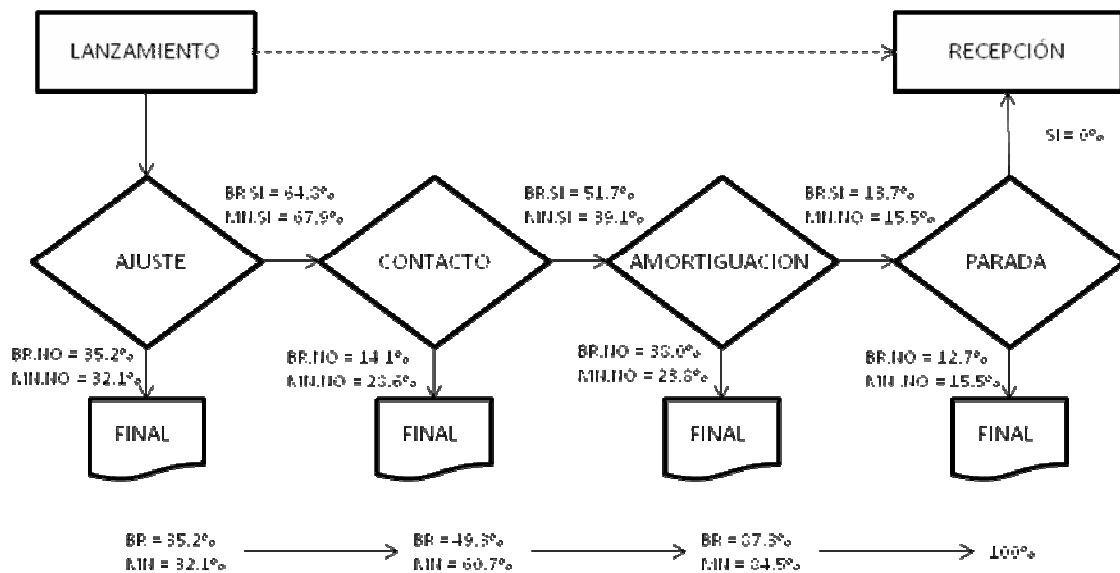 LANZAMIENTO
RECEPCIÓN
SI = 0%
BR.SI = 64.8%
MN.SI = 67.9%
BR.SI = 51.7%
MN.SI = 39.1%
BR.SI = 13.7%
MN.NO = 15.5%
AJUSTE
CONTACTO
AMORTIGUACION
PARADA
BR.NO = 35.2%
MN.NO = 32.1%
BR.NO = 14.1%
MN.NO = 28.6%
BR.NO = 38.0%
MN.NO = 23.8%
BR.NO = 12.7%
MN.NO = 15.5%
FINAL
FINAL
FINAL
FINAL
BR = 35.2%
MN = 32.1%
BR = 49.3%
MN = 60.7%
BR = 87.3%
MN = 84.5%
100%